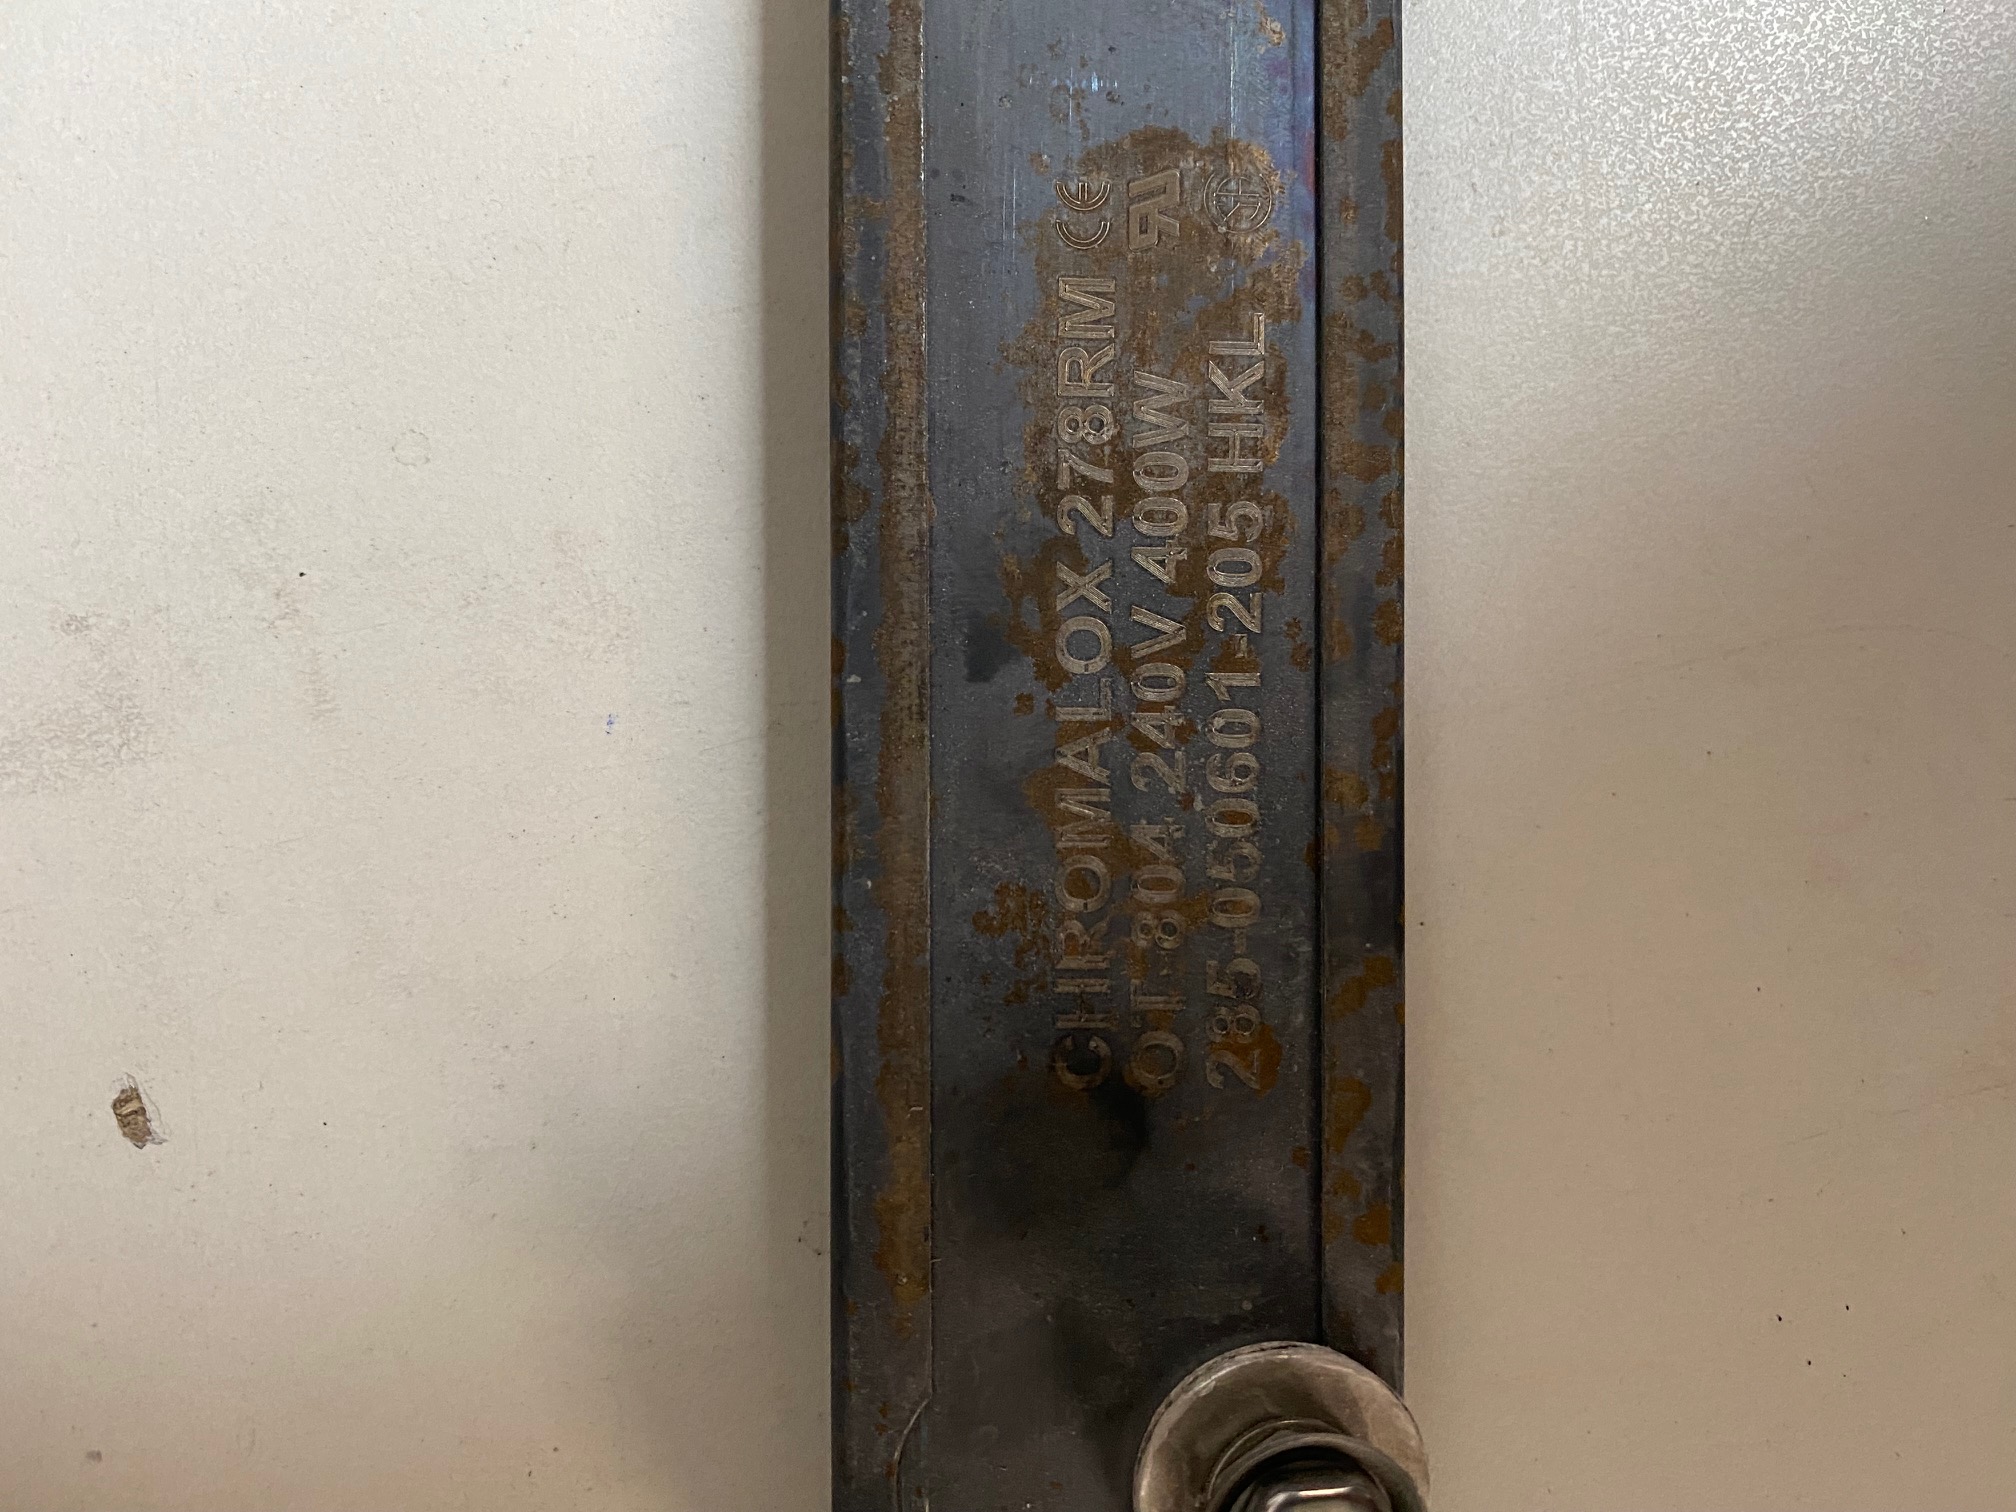 CHROMALOX 278RM CE
OT-804 240V 400W
285-050601-205 HKL